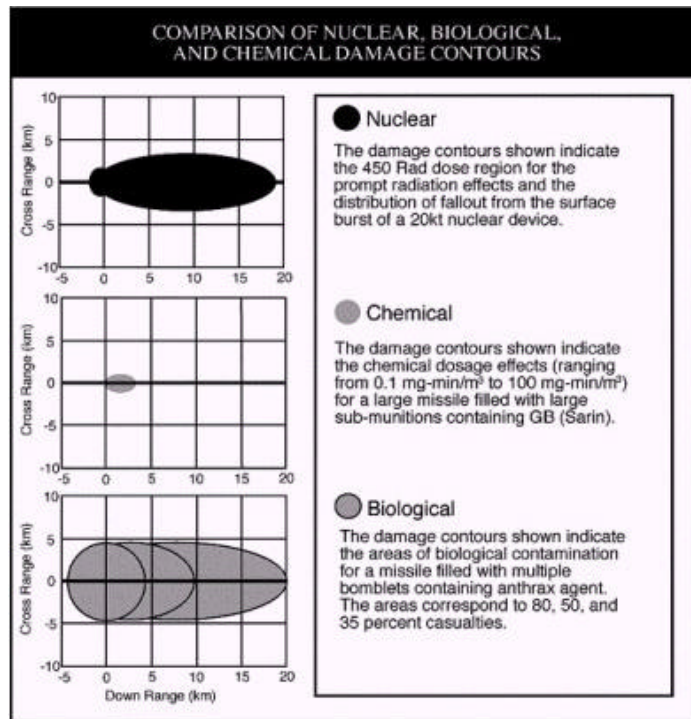 COMPARISON OF NUCLEAR, BIOLOGICAL,
AND CHEMICAL DAMAGE CONTOURS
Cross Range (km)
10
5
0
-5
-10
-5 0 5 10 15 20
Nuclear
The damage contours shown indicate
the 450 Rad dose region for the
prompt radiation effects and the
distribution of fallout from the surface
burst of a 20kt nuclear device.
Cross Range (km)
10
5
0
-5
-10
-5 0 5 10 15 20
Chemical
The damage contours shown indicate
the chemical dosage effects (ranging
from 0.1 mg-min/m³ to 100 mg-min/m³)
for a large missile filled with large
sub-munitions containing GB (Sarin).
Cross Range (km)
10
5
0
-5
-10
-5 0 5 10 15 20
Down Range (km)
Biological
The damage contours shown indicate
the areas of biological contamination
for a missile filled with multiple
bomblets containing anthrax agent.
The areas correspond to 80, 50, and
35 percent casualties.